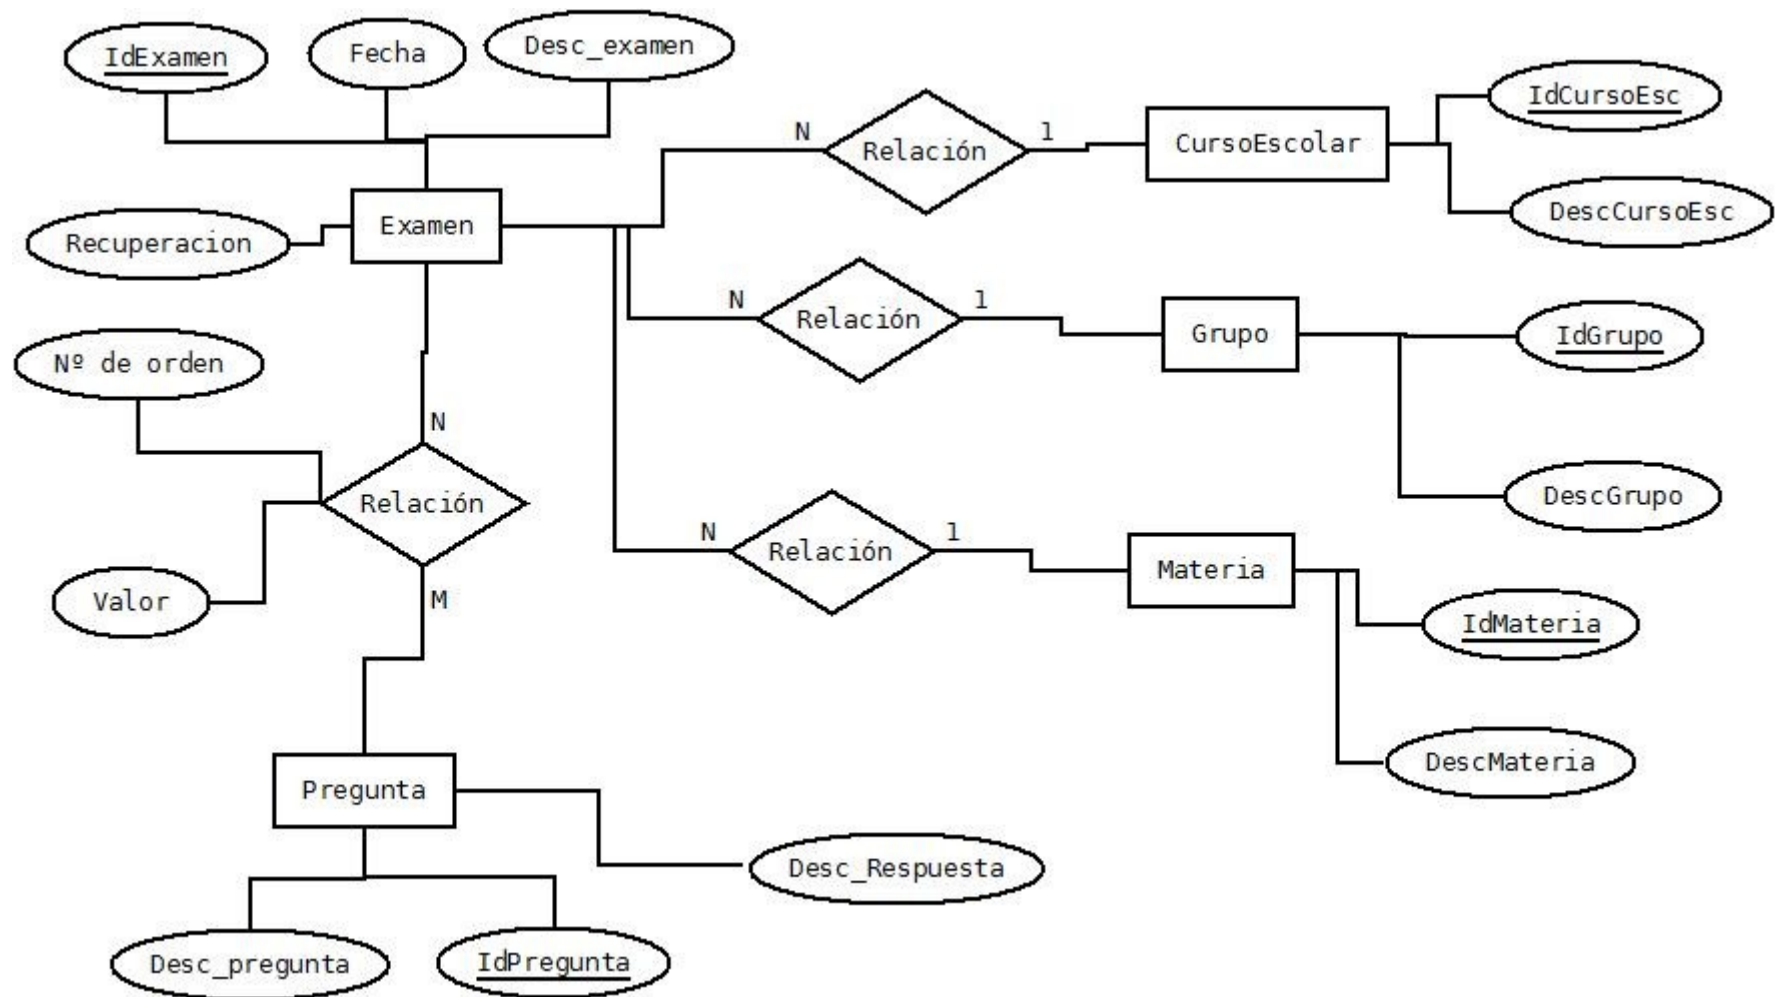 IdExamen
Fecha
Desc_examen
IdCursoEsc
N
Relación
1
CursoEscolar
DescCursoEsc
Recuperacion
Examen
N
Relación
1
Grupo
IdGrupo
Nº de orden
N
Relación
Valor
M
DescGrupo
N
Relación
1
Materia
IdMateria
DescMateria
Pregunta
Desc_Respuesta
Desc_pregunta
IdPregunta